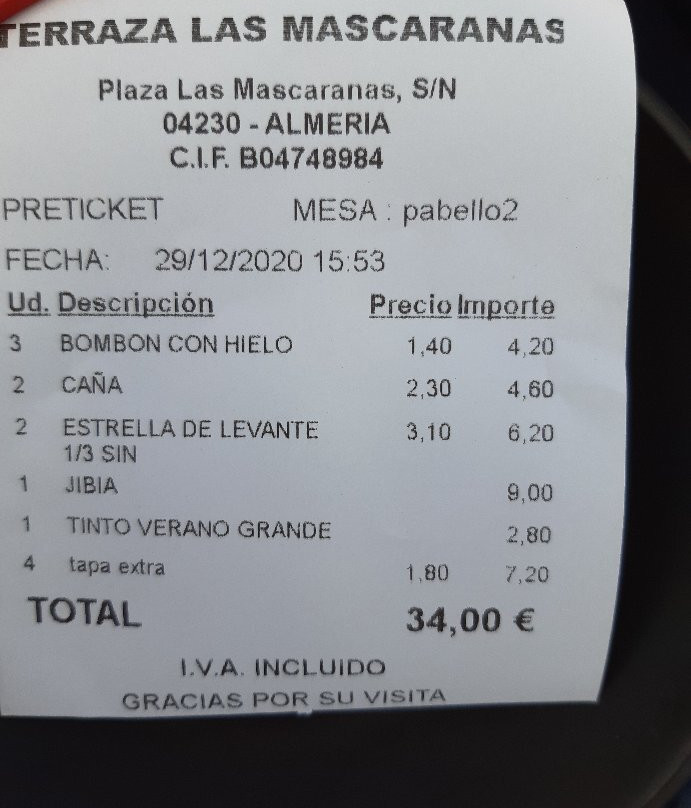 TERRAZA LAS MASCARANAS
Plaza Las Mascaranas, S/N
04230 - ALMERIA
C.I.F. B04748984
PRETICKET MESA : pabello2
FECHA: 29/12/2020 15:53
Ud. Descripción Precio Importe
3 BOMBON CON HIELO 1,40 4,20
2 CAÑA 2,30 4,60
2 ESTRELLA DE LEVANTE 3,10 6,20
1/3 SIN
1 JIBIA 9,00
1 TINTO VERANO GRANDE 2,80
4 tapa extra 1,80 7,20
TOTAL 34,00 €
I.V.A. INCLUIDO
GRACIAS POR SU VISITA